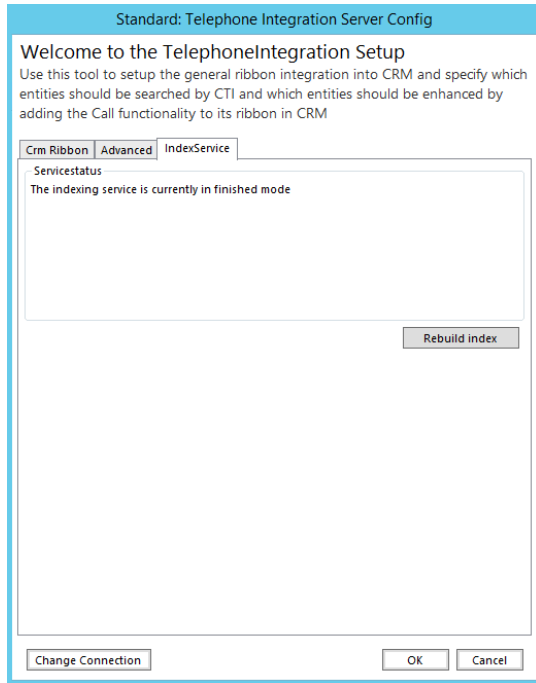 Standard: Telephone Integration Server Config
Welcome to the TelephoneIntegration Setup
Use this tool to setup the general ribbon integration into CRM and specify which
entities should be searched by CTI and which entities should be enhanced by
adding the Call functionality to its ribbon in CRM
Crm Ribbon Advanced IndexService
Servicestatus
The indexing service is currently in finished mode
Rebuild index
Change Connection OK Cancel